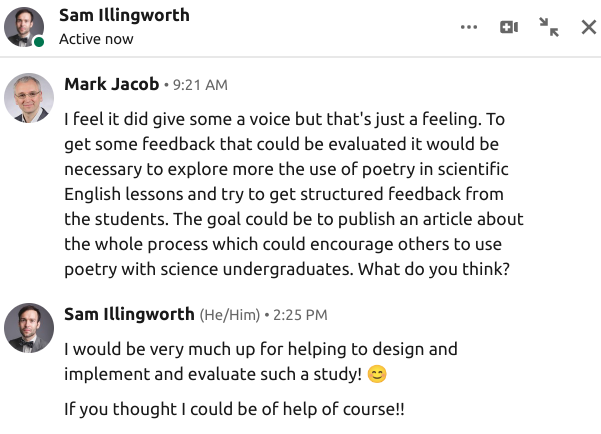 Sam Illingworth
Active now
Mark Jacob • 9:21 AM
I feel it did give some a voice but that's just a feeling. To
get some feedback that could be evaluated it would be
necessary to explore more the use of poetry in scientific
English lessons and try to get structured feedback from
the students. The goal could be to publish an article about
the whole process which could encourage others to use
poetry with science undergraduates. What do you think?
Sam Illingworth (He/Him) • 2:25 PM
I would be very much up for helping to design and
implement and evaluate such a study! 😊
If you thought I could be of help of course!!